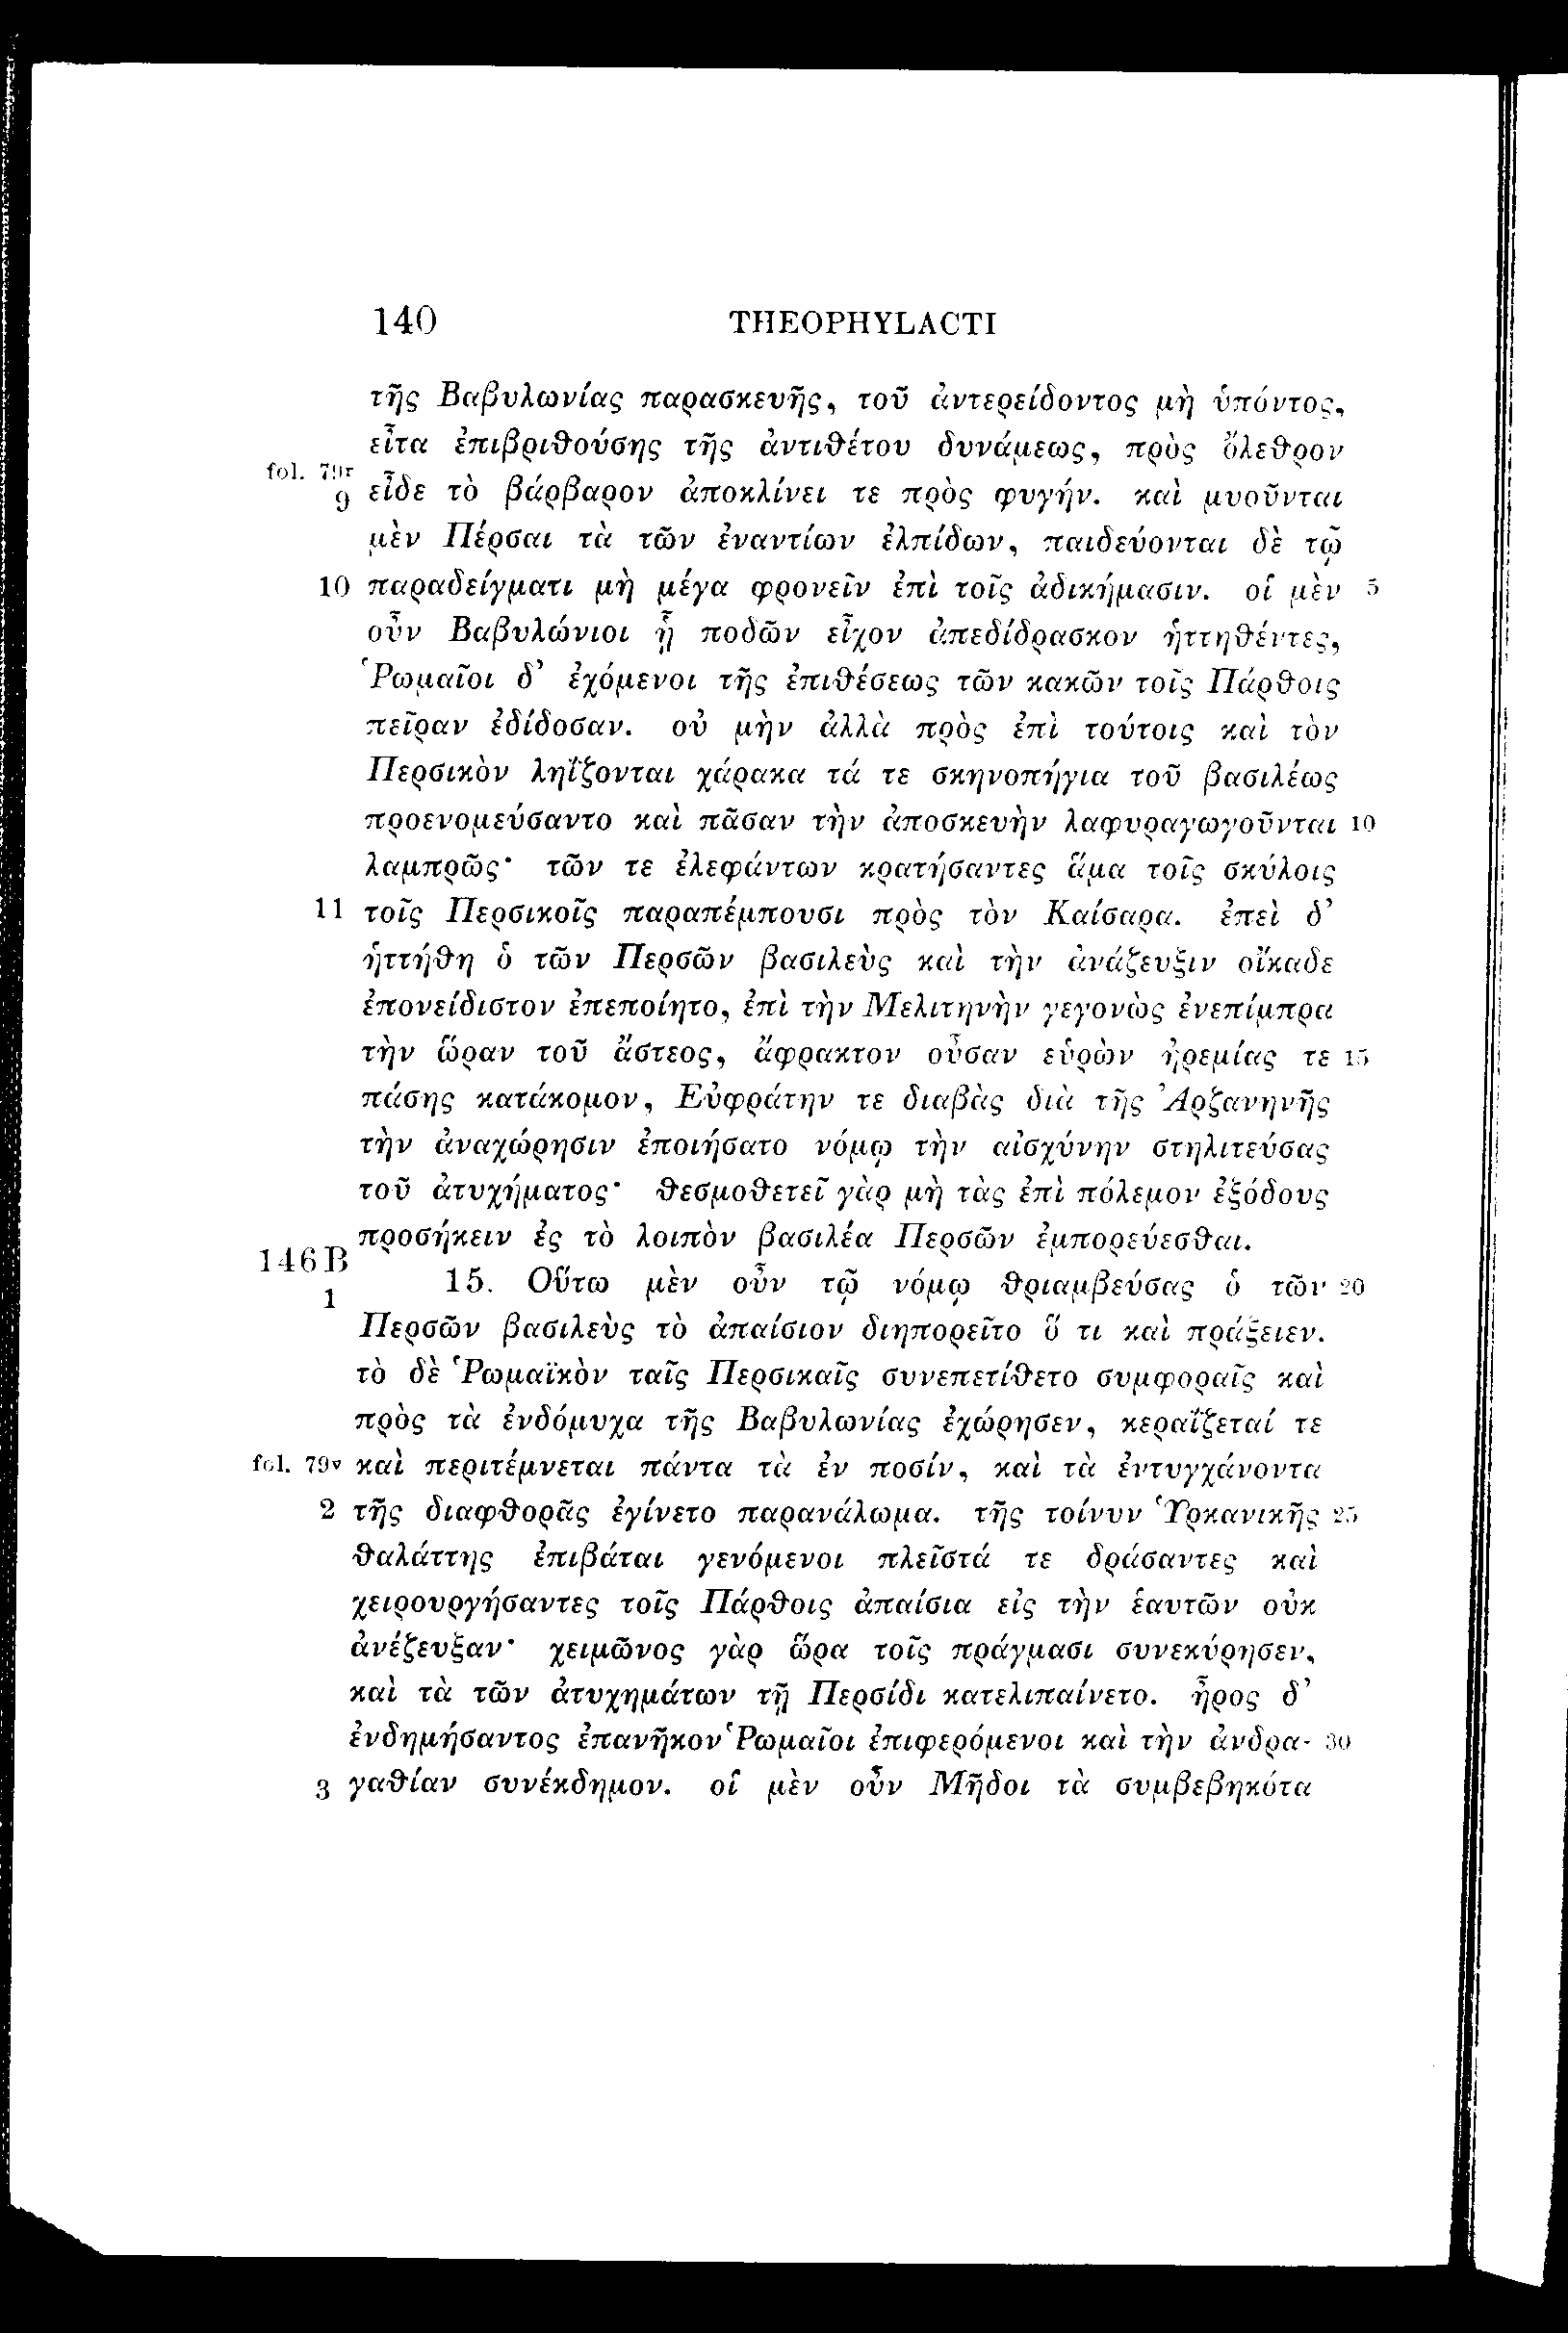 140 THEOPHYLACTI
τῆς Βαβυλωνίας παρασκευῆς, τοῦ ἀντερείδοντος μὴ ὑπόντος,
εἶτα ἐπιβριθούσης τῆς ἀντιθέτου δυνάμεως, πρὸς ὄλεθρον
fol. 79r
9 εἶδε τὸ βάρβαρον ἀποκλίνει τε πρὸς φυγήν. καὶ μυοῦνται
μὲν Πέρσαι τὰ τῶν ἐναντίων ἐλπίδων, παιδεύονται δὲ τῷ
10 παραδείγματι μὴ μέγα φρονεῖν ἐπὶ τοῖς ἀδικήμασιν. οἱ μὲν 5
οὖν Βαβυλώνιοι ᾗ ποδῶν εἶχον ἀπεδίδρασκον ἡττηθέντες,
Ῥωμαῖοι δ’ ἐχόμενοι τῆς ἐπιθέσεως τῶν κακῶν τοῖς Πάρθοις
πεῖραν ἐδίδοσαν. οὐ μὴν ἀλλὰ πρὸς ἐπὶ τούτοις καὶ τὸν
Περσικὸν ληΐζονται χάρακα τά τε σκηνοπήγια τοῦ βασιλέως
προενομεύσαντο καὶ πᾶσαν τὴν ἀποσκευὴν λαφυραγωγοῦνται 10
λαμπρῶς· τῶν τε ἐλεφάντων κρατήσαντες ἅμα τοῖς σκύλοις
11 τοῖς Περσικοῖς παραπέμπουσι πρὸς τὸν Καίσαρα. ἐπεὶ δ’
ἡττήθη ὁ τῶν Περσῶν βασιλεὺς καὶ τὴν ἀνάζευξιν οἴκαδε
ἐπονείδιστον ἐπεποίητο, ἐπὶ τὴν Μελιτηνὴν γεγονὼς ἐνεπίμπρα
τὴν ὥραν τοῦ ἄστεος, ἄφρακτον οὖσαν εὑρὼν ἠρεμίας τε 15
πάσης κατάκομον, Εὐφράτην τε διαβὰς διὰ τῆς Ἀρζανηνῆς
τὴν ἀναχώρησιν ἐποιήσατο νόμῳ τὴν αἰσχύνην στηλιτεύσας
τοῦ ἀτυχήματος· θεσμοθετεῖ γὰρ μὴ τὰς ἐπὶ πόλεμον ἐξόδους
προσήκειν ἐς τὸ λοιπὸν βασιλέα Περσῶν ἐμπορεύεσθαι.
146B
1 15. Οὕτω μὲν οὖν τῷ νόμῳ θριαμβεύσας ὁ τῶν 20
Περσῶν βασιλεὺς τὸ ἀπαίσιον διηπορεῖτο ὅ τι καὶ πράξειεν.
τὸ δὲ Ῥωμαϊκὸν ταῖς Περσικαῖς συνεπετίθετο συμφοραῖς καὶ
πρὸς τὰ ἐνδόμυχα τῆς Βαβυλωνίας ἐχώρησεν, κεραΐζεταί τε
fol. 79v καὶ περιτέμνεται πάντα τὰ ἐν ποσίν, καὶ τὰ ἐντυγχάνοντα
2 τῆς διαφθορᾶς ἐγίνετο παρανάλωμα. τῆς τοίνυν Ὑρκανικῆς 25
θαλάττης ἐπιβάται γενόμενοι πλεῖστά τε δράσαντες καὶ
χειρουργήσαντες τοῖς Πάρθοις ἀπαίσια εἰς τὴν ἑαυτῶν οὐκ
ἀνέζευξαν· χειμῶνος γὰρ ὥρα τοῖς πράγμασι συνεκύρησεν,
καὶ τὰ τῶν ἀτυχημάτων τῇ Περσίδι κατελιπαίνετο. ἦρος δ’
ἐνδημήσαντος ἐπανῆκον Ῥωμαῖοι ἐπιφερόμενοι καὶ τὴν ἀνδρα- 30
3 γαθίαν συνέκδημον. οἱ μὲν οὖν Μῆδοι τὰ συμβεβηκότα